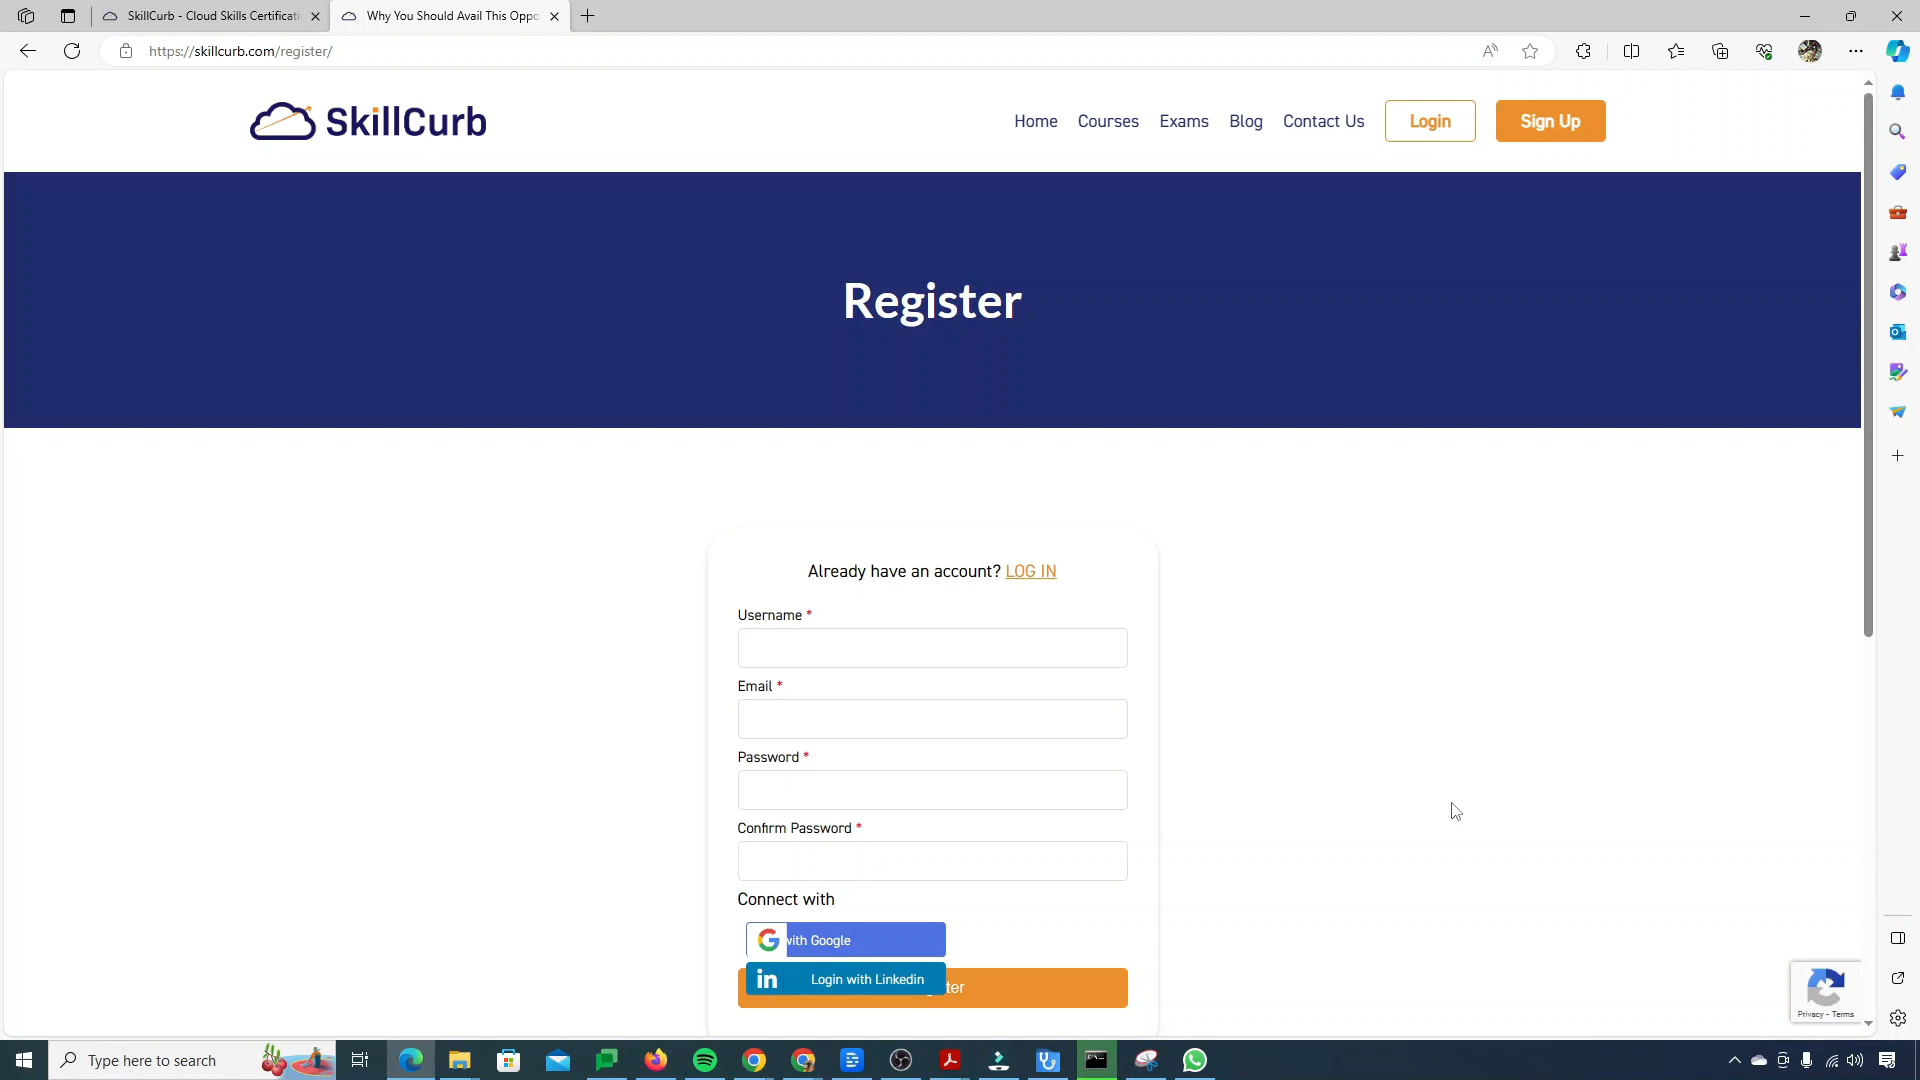 SkillCurb - Cloud Skills Certificati
Why You Should Avail This Oppo
https://skillcurb.com/register/
SkillCurb
Home Courses Exams Blog Contact Us Login Sign Up
Register
Already have an account? LOG IN
Username *
Email *
Password *
Confirm Password *
Connect with
with Google
Login with Linkedin
ter
Privacy - Terms
Type here to search